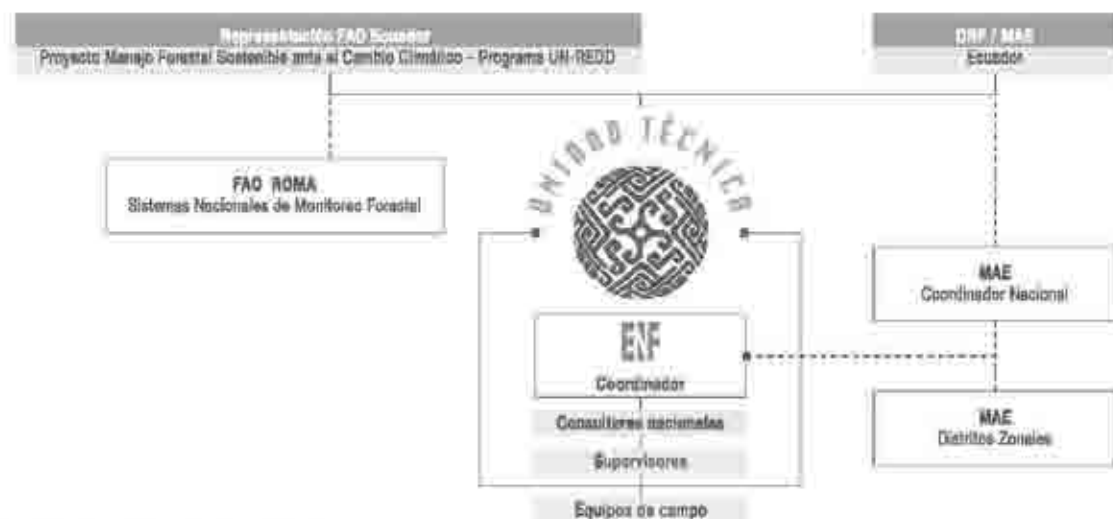 Representación FAO Ecuador
Proyecto Manejo Forestal Sostenible ante el Cambio Climático – Programa UN-REDD
DNF / MAE
Ecuador
UNIDAD TÉCNICA
FAO ROMA
Sistemas Nacionales de Monitoreo Forestal
MAE
Coordinador Nacional
ENF
Coordinador
Consultores nacionales
MAE
Distritos Zonales
Supervisores
Equipos de campo